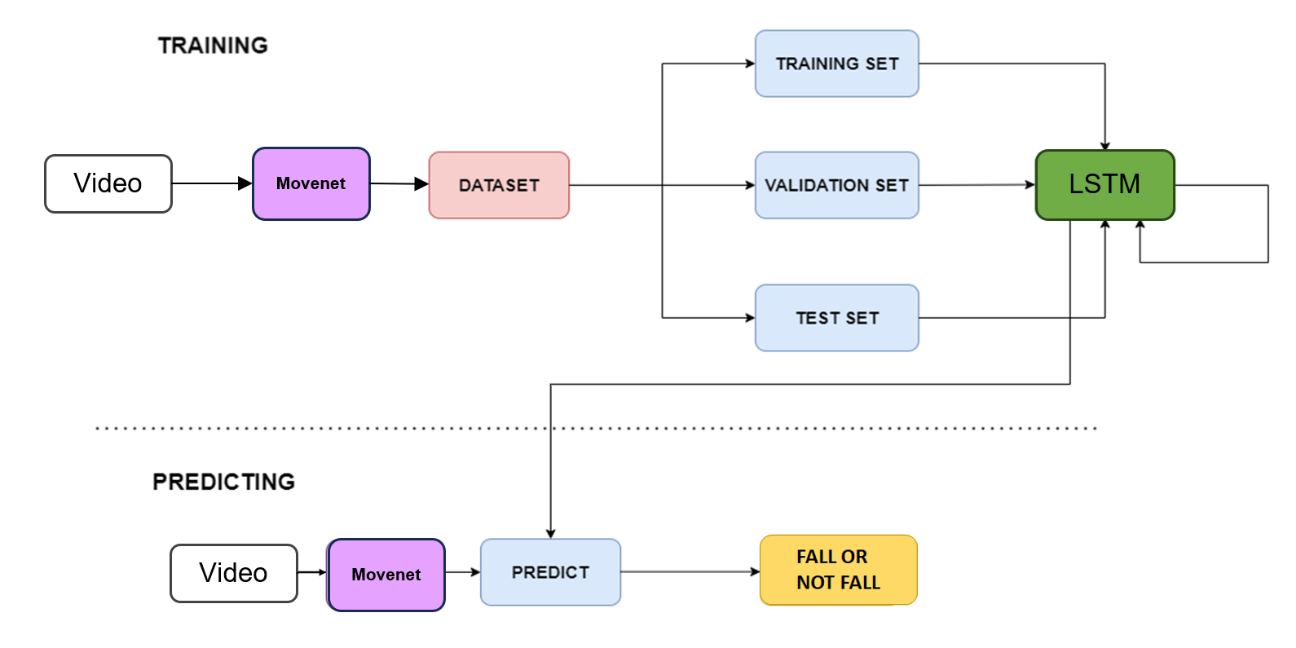 TRAINING
TRAINING SET
Video
Movenet
DATASET
VALIDATION SET
LSTM
TEST SET
PREDICTING
Video
Movenet
PREDICT
FALL OR
NOT FALL